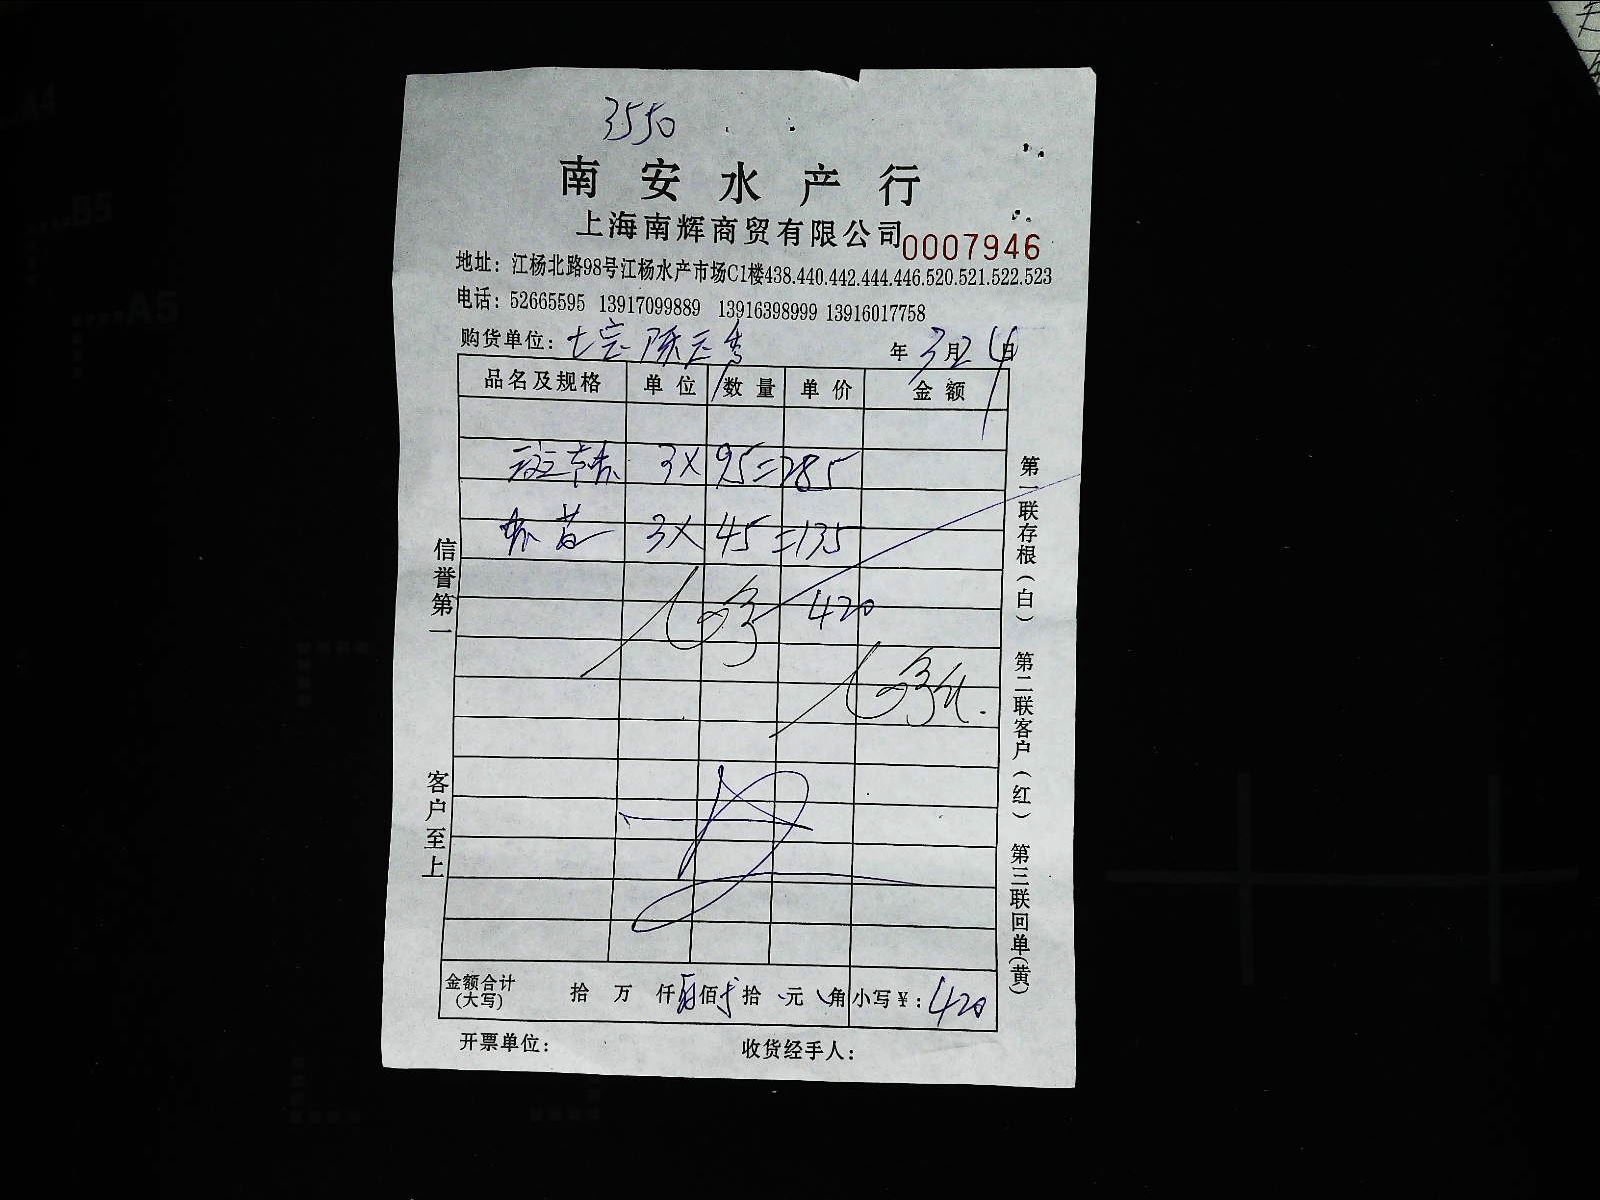 3550
南安水产行
上海南辉商贸有限公司 0007946
地址：江杨北路98号江杨水产市场C1楼438.440.442.444.446.520.521.522.523
电话：52665595 13917099889 13916398999 13916017758
购货单位：七宝 陈 年3月24日
品名及规格 单位 数量 单价 金额
3×95=285
3×45=135
420
信誉第一
客户至上
第一联存根(白)
第二联客户(红)
第三联回单(黄)
金额合计(大写) 拾 万 仟 佰 拾 元 角 小写¥：420
开票单位： 收货经手人：